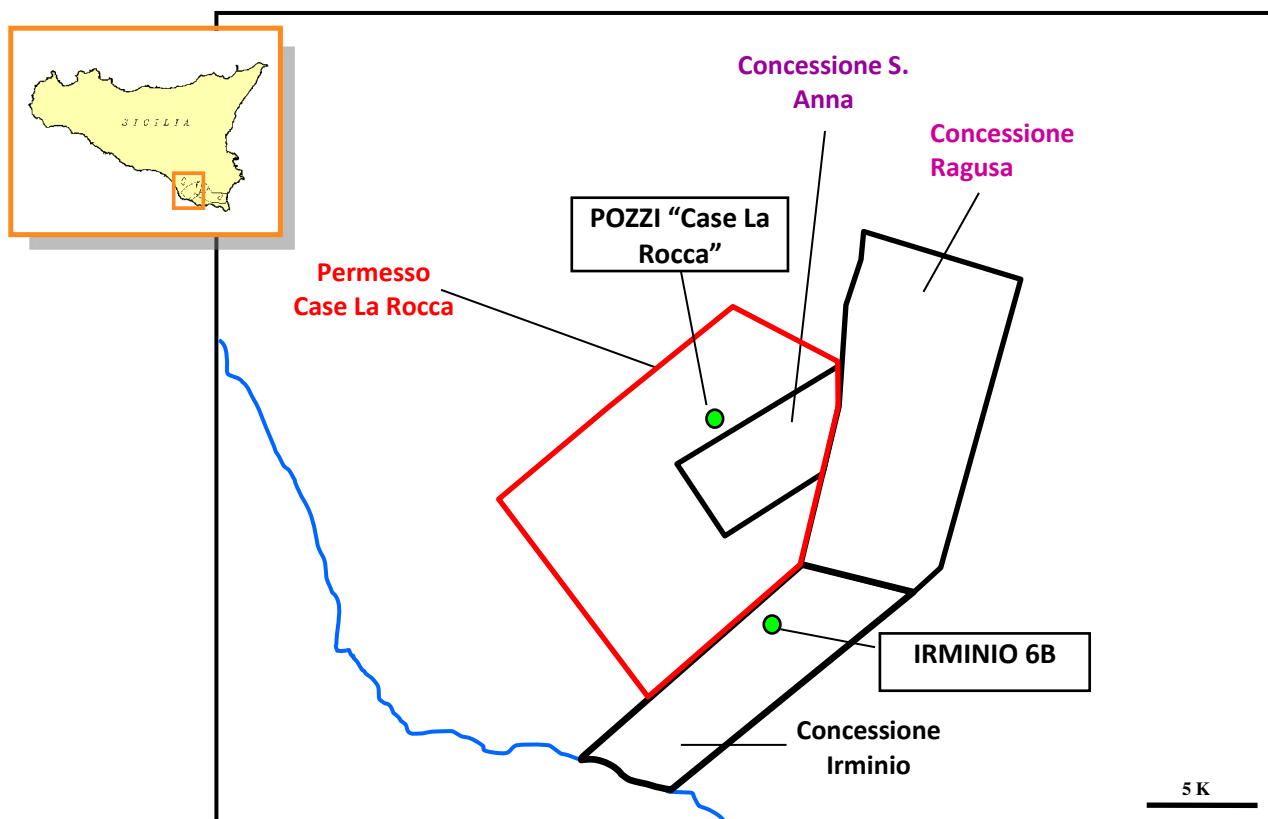 SICILIA
Concessione S.
Anna
Concessione
Ragusa
POZZI “Case La
Rocca”
Permesso
Case La Rocca
IRMINIO 6B
Concessione
Irminio
5 K